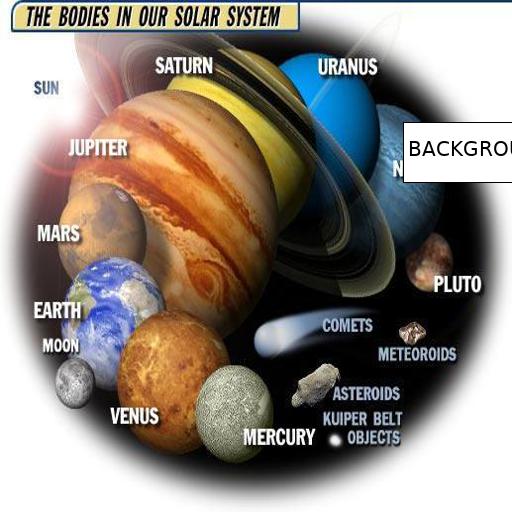 THE BODIES IN OUR SOLAR SYSTEM
SATURN
URANUS
SUN
JUPITER
MARS
PLUTO
EARTH
COMETS
MOON
METEOROIDS
ASTEROIDS
VENUS
KUIPER BELT
OBJECTS
MERCURY